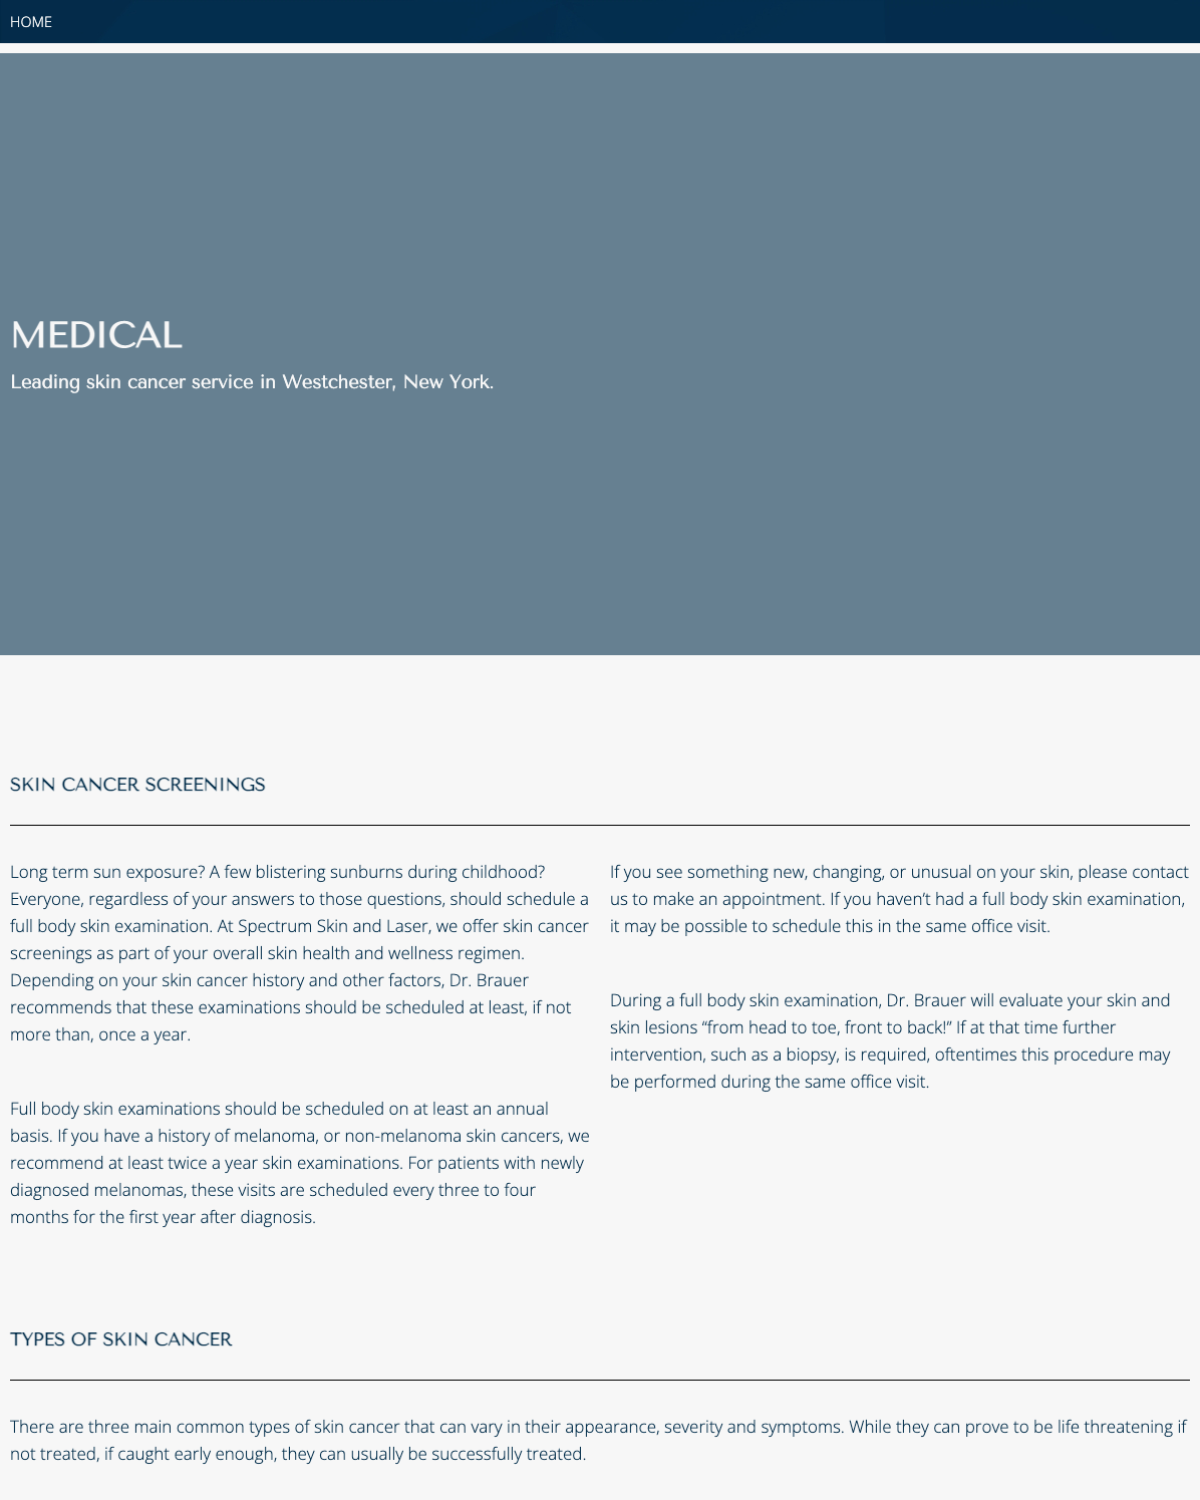 HOME
MEDICAL
Leading skin cancer service in Westchester, New York.
SKIN CANCER SCREENINGS
Long term sun exposure? A few blistering sunburns during childhood?
Everyone, regardless of your answers to those questions, should schedule a
full body skin examination. At Spectrum Skin and Laser, we offer skin cancer
screenings as part of your overall skin health and wellness regimen.
Depending on your skin cancer history and other factors, Dr. Brauer
recommends that these examinations should be scheduled at least, if not
more than, once a year.
Full body skin examinations should be scheduled on at least an annual
basis. If you have a history of melanoma, or non-melanoma skin cancers, we
recommend at least twice a year skin examinations. For patients with newly
diagnosed melanomas, these visits are scheduled every three to four
months for the first year after diagnosis.
If you see something new, changing, or unusual on your skin, please contact
us to make an appointment. If you haven’t had a full body skin examination,
it may be possible to schedule this in the same office visit.
During a full body skin examination, Dr. Brauer will evaluate your skin and
skin lesions “from head to toe, front to back!” If at that time further
intervention, such as a biopsy, is required, oftentimes this procedure may
be performed during the same office visit.
TYPES OF SKIN CANCER
There are three main common types of skin cancer that can vary in their appearance, severity and symptoms. While they can prove to be life threatening if
not treated, if caught early enough, they can usually be successfully treated.